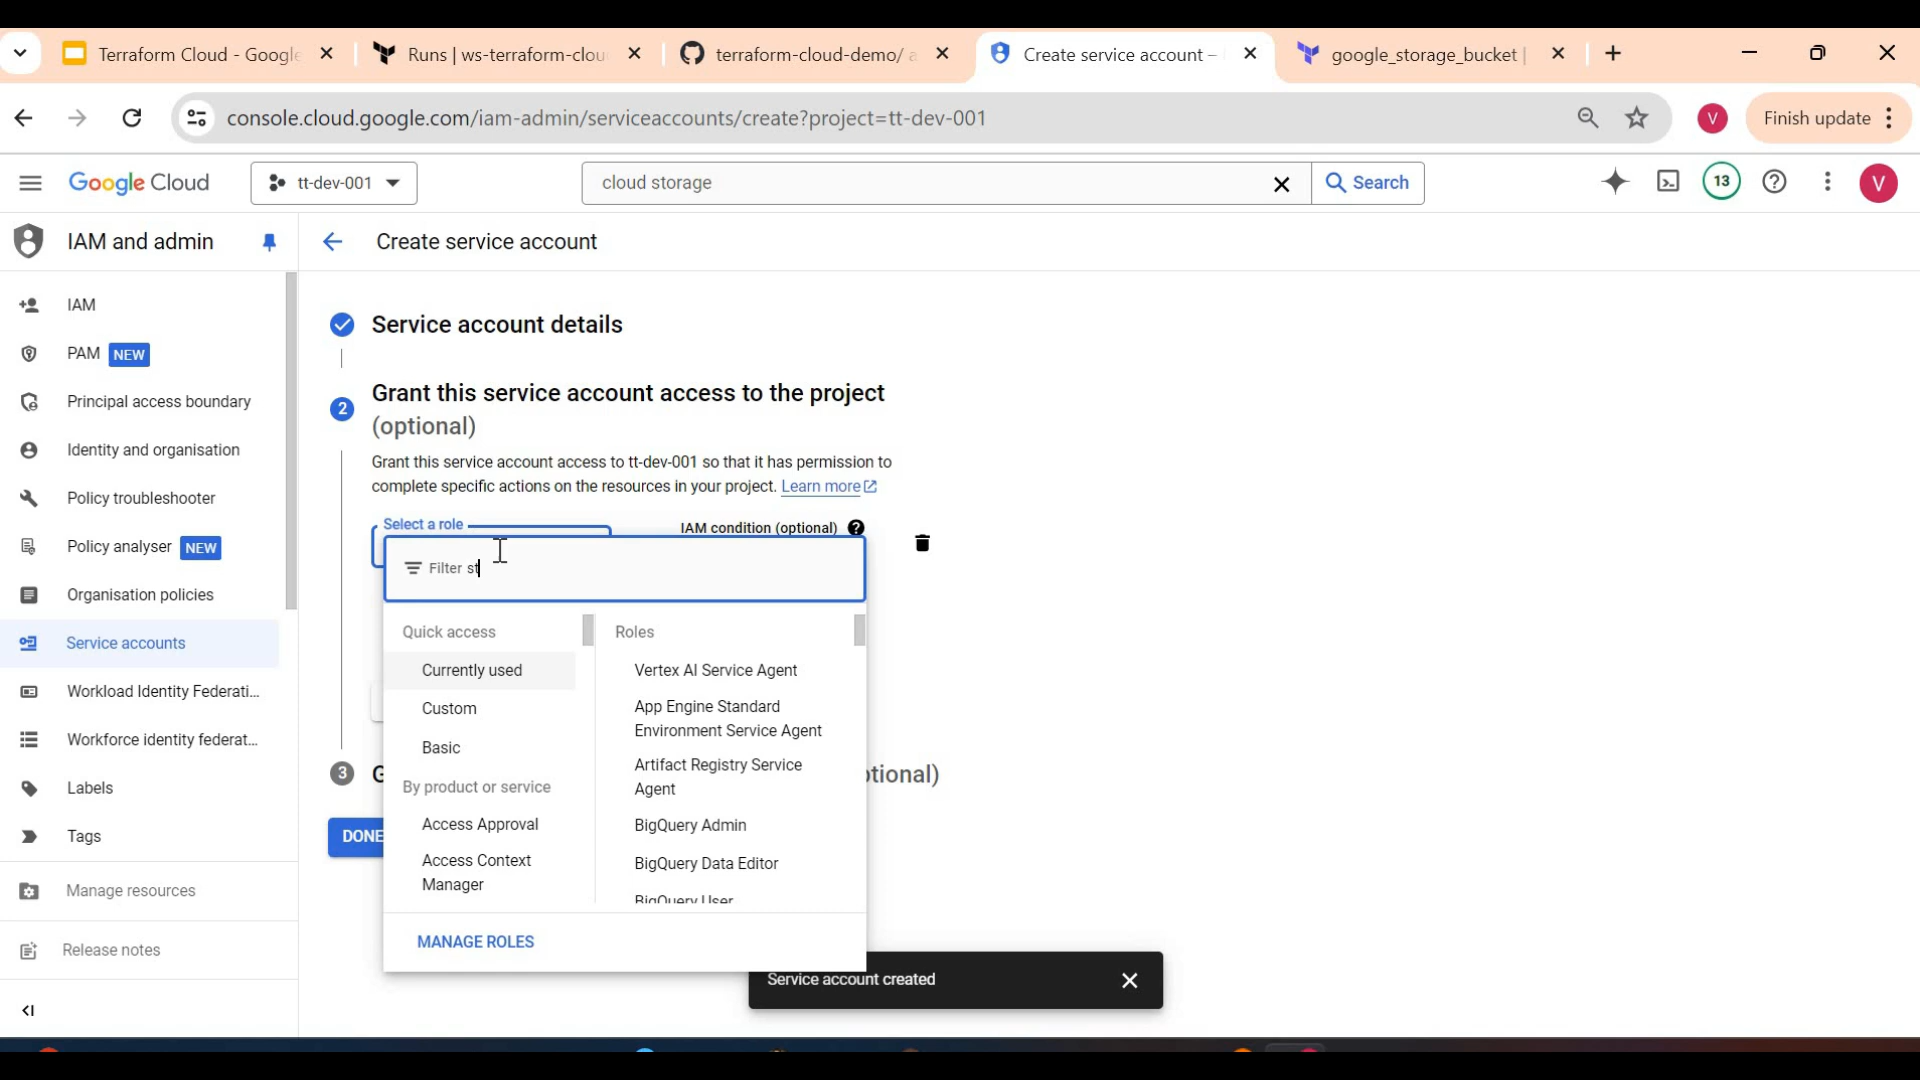 Terraform Cloud - Google
Runs | ws-terraform-clou
terraform-cloud-demo/ a
Create service account –
google_storage_bucket |
console.cloud.google.com/iam-admin/serviceaccounts/create?project=tt-dev-001
V
Finish update
Google Cloud
tt-dev-001
cloud storage
Search
13
V
IAM and admin
Create service account
IAM
PAM NEW
Principal access boundary
Identity and organisation
Policy troubleshooter
Policy analyser NEW
Organisation policies
Service accounts
Workload Identity Federati...
Workforce identity federat...
Labels
Tags
Manage resources
Release notes
Service account details
2
Grant this service account access to the project
(optional)
Grant this service account access to tt-dev-001 so that it has permission to
complete specific actions on the resources in your project. Learn more
Select a role
IAM condition (optional)
Filter st
Quick access
Currently used
Custom
Basic
By product or service
Access Approval
Access Context
Manager
Roles
Vertex AI Service Agent
App Engine Standard
Environment Service Agent
Artifact Registry Service
Agent
BigQuery Admin
BigQuery Data Editor
BigQuery User
MANAGE ROLES
3
DONE
Service account created